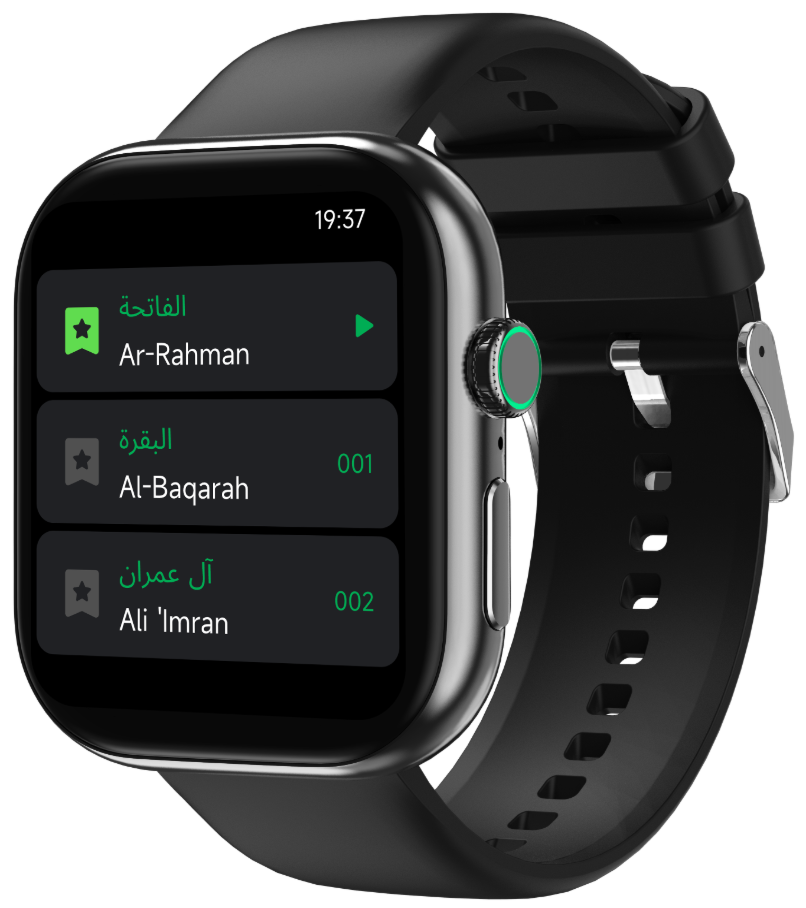 19:37
الفاتحة
Ar-Rahman
البقرة
Al-Baqarah
001
آل عمران
Ali 'Imran
002